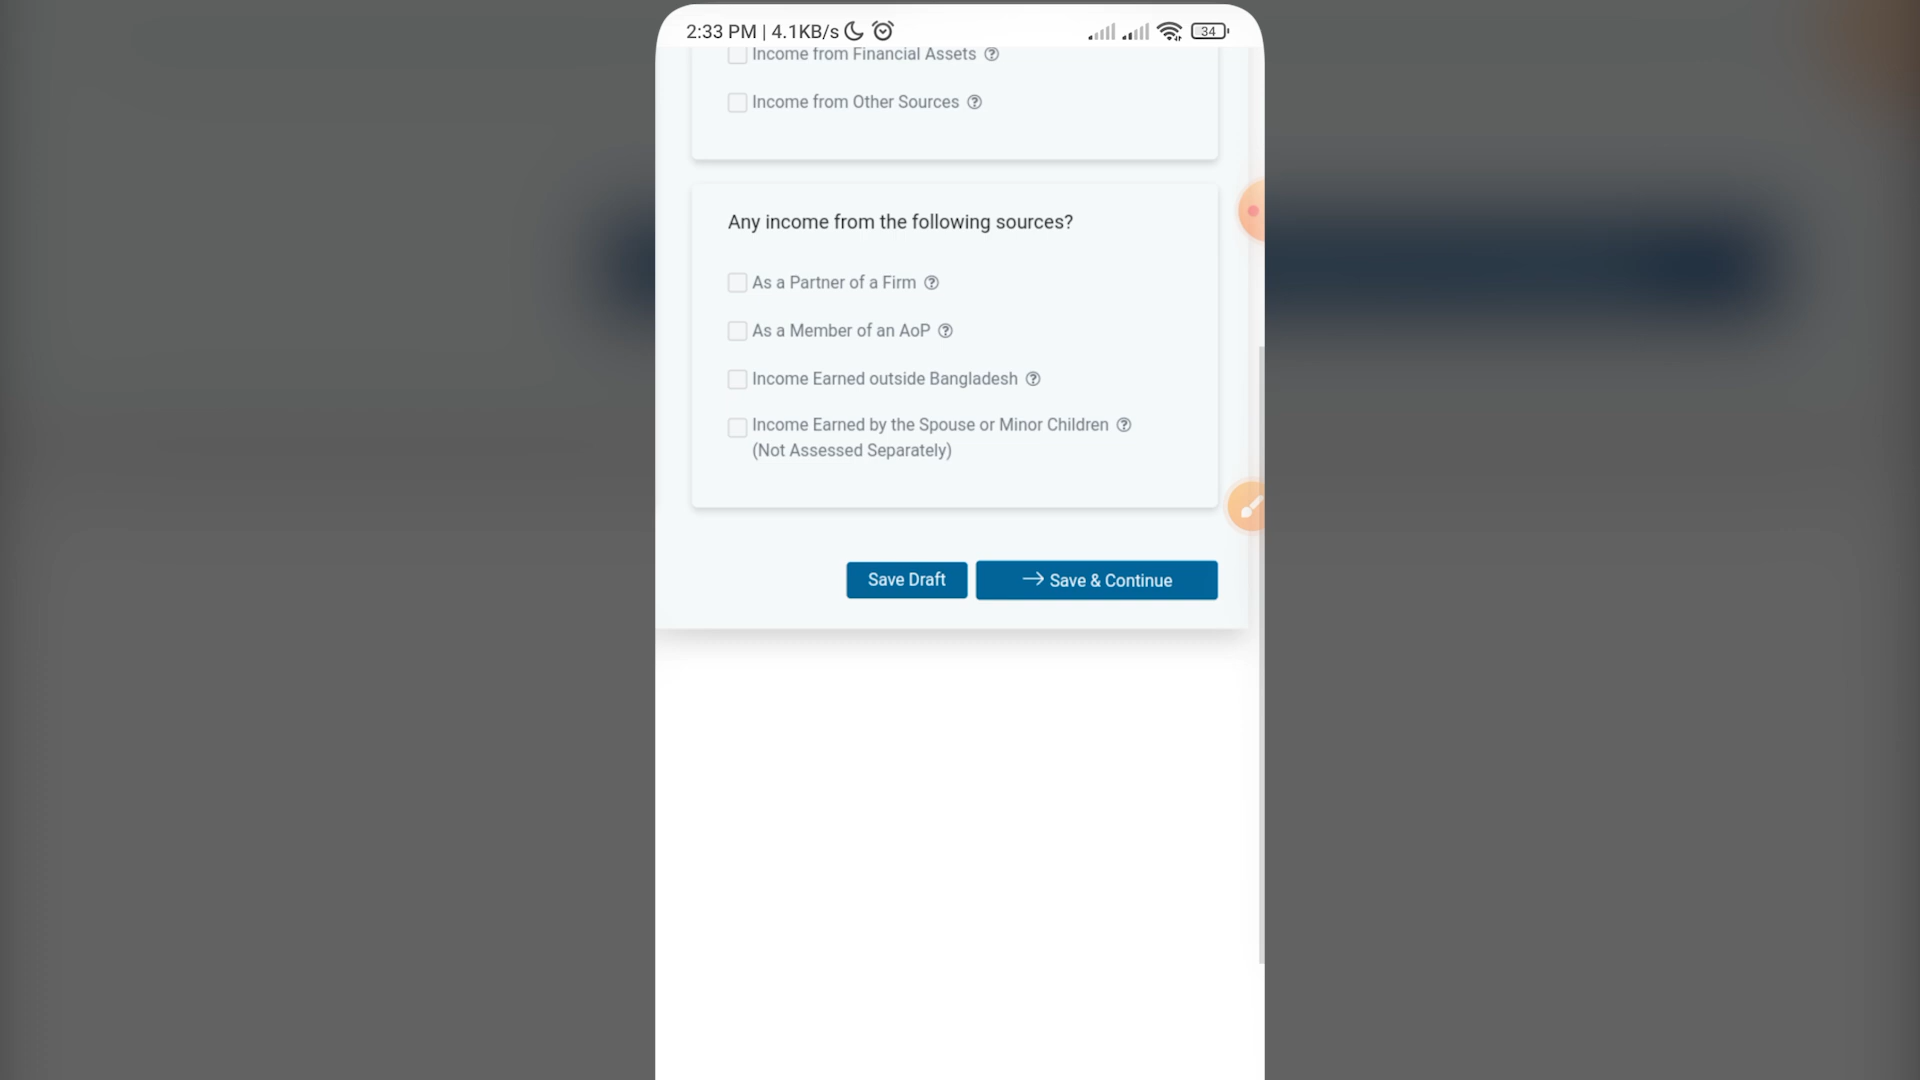 2:33 PM | 4.1KB/s
34
Income from Financial Assets
Income from Other Sources
Any income from the following sources?
As a Partner of a Firm
As a Member of an AoP
Income Earned outside Bangladesh
Income Earned by the Spouse or Minor Children
(Not Assessed Separately)
Save Draft
→ Save & Continue